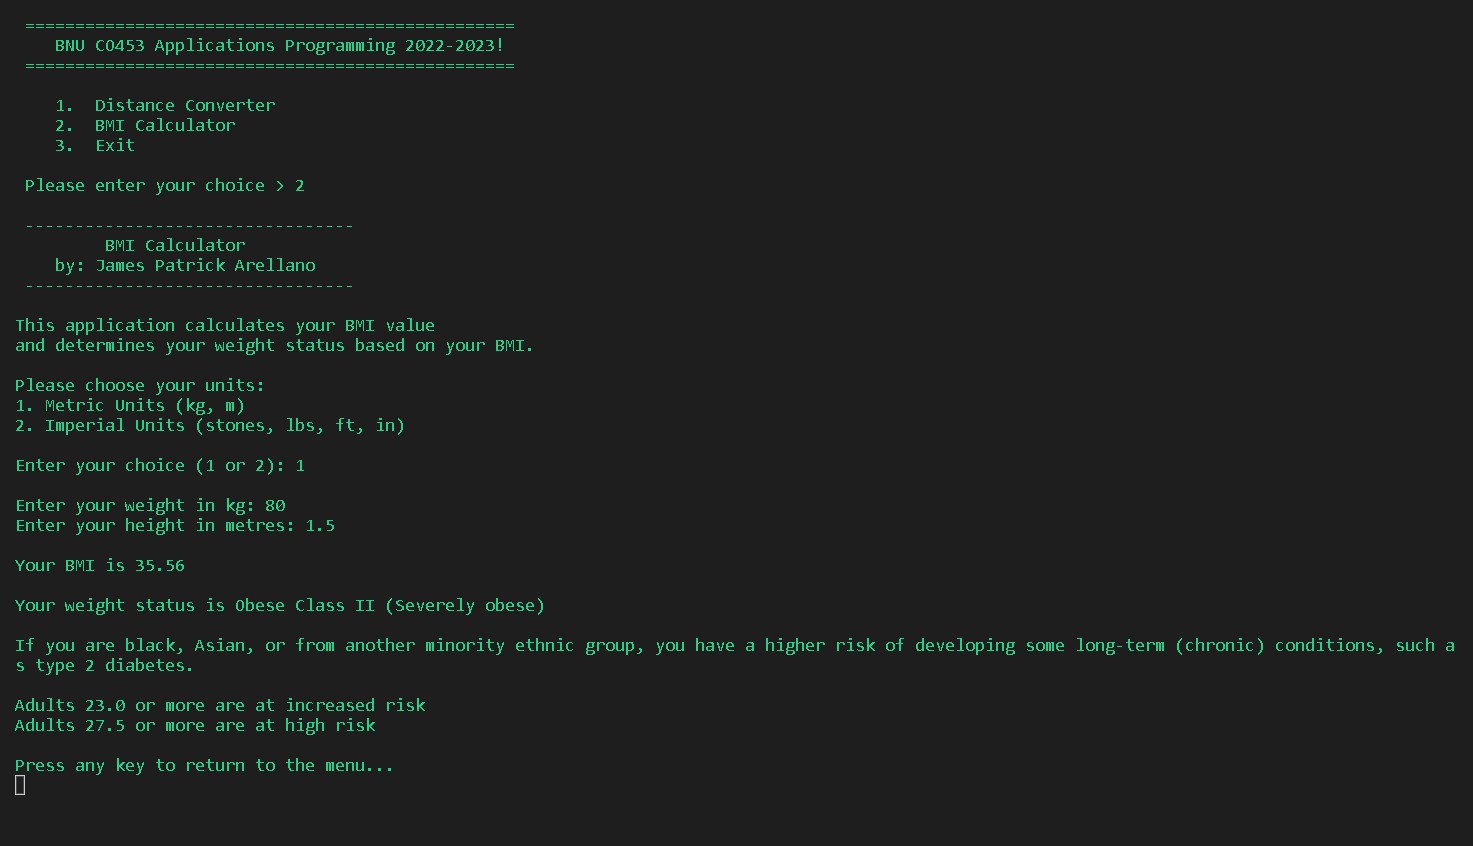 =================================================
BNU CO453 Applications Programming 2022-2023!
=================================================
1. Distance Converter
2. BMI Calculator
3. Exit
Please enter your choice > 2
---------------------------------
BMI Calculator
by: James Patrick Arellano
---------------------------------
This application calculates your BMI value
and determines your weight status based on your BMI.
Please choose your units:
1. Metric Units (kg, m)
2. Imperial Units (stones, lbs, ft, in)
Enter your choice (1 or 2): 1
Enter your weight in kg: 80
Enter your height in metres: 1.5
Your BMI is 35.56
Your weight status is Obese Class II (Severely obese)
If you are black, Asian, or from another minority ethnic group, you have a higher risk of developing some long-term (chronic) conditions, such a
s type 2 diabetes.
Adults 23.0 or more are at increased risk
Adults 27.5 or more are at high risk
Press any key to return to the menu...